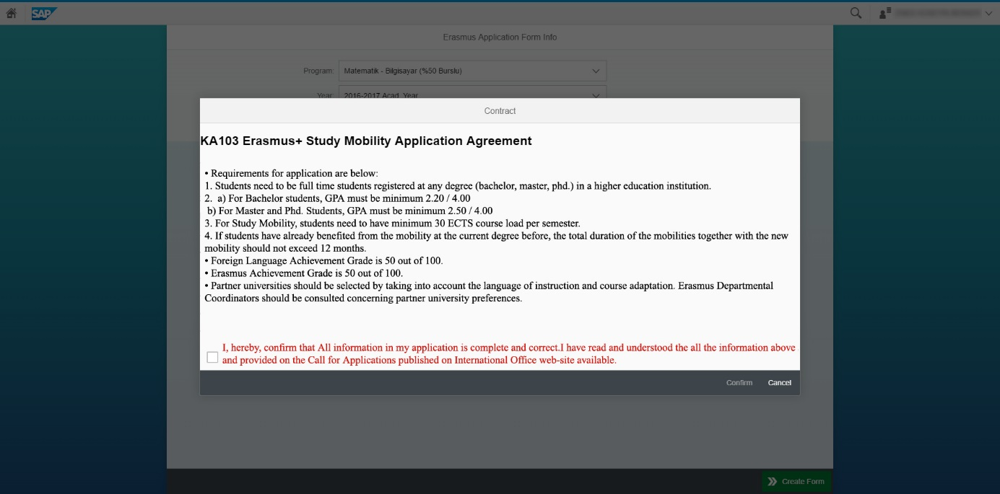 SAP
Erasmus Application Form Info
Program: Matematik - Bilgisayar (%50 Burslu)
Year: 2016-2017 Acad. Year
Contract
KA103 Erasmus+ Study Mobility Application Agreement
• Requirements for application are below:
1. Students need to be full time students registered at any degree (bachelor, master, phd.) in a higher education institution.
2. a) For Bachelor students, GPA must be minimum 2.20 / 4.00
b) For Master and Phd. Students, GPA must be minimum 2.50 / 4.00
3. For Study Mobility, students need to have minimum 30 ECTS course load per semester.
4. If students have already benefited from the mobility at the current degree before, the total duration of the mobilities together with the new
mobility should not exceed 12 months.
• Foreign Language Achievement Grade is 50 out of 100.
• Erasmus Achievement Grade is 50 out of 100.
• Partner universities should be selected by taking into account the language of instruction and course adaptation. Erasmus Departmental
Coordinators should be consulted concerning partner university preferences.
I, hereby, confirm that All information in my application is complete and correct.I have read and understood the all the information above
and provided on the Call for Applications published on International Office web-site available.
Confirm Cancel
Create Form